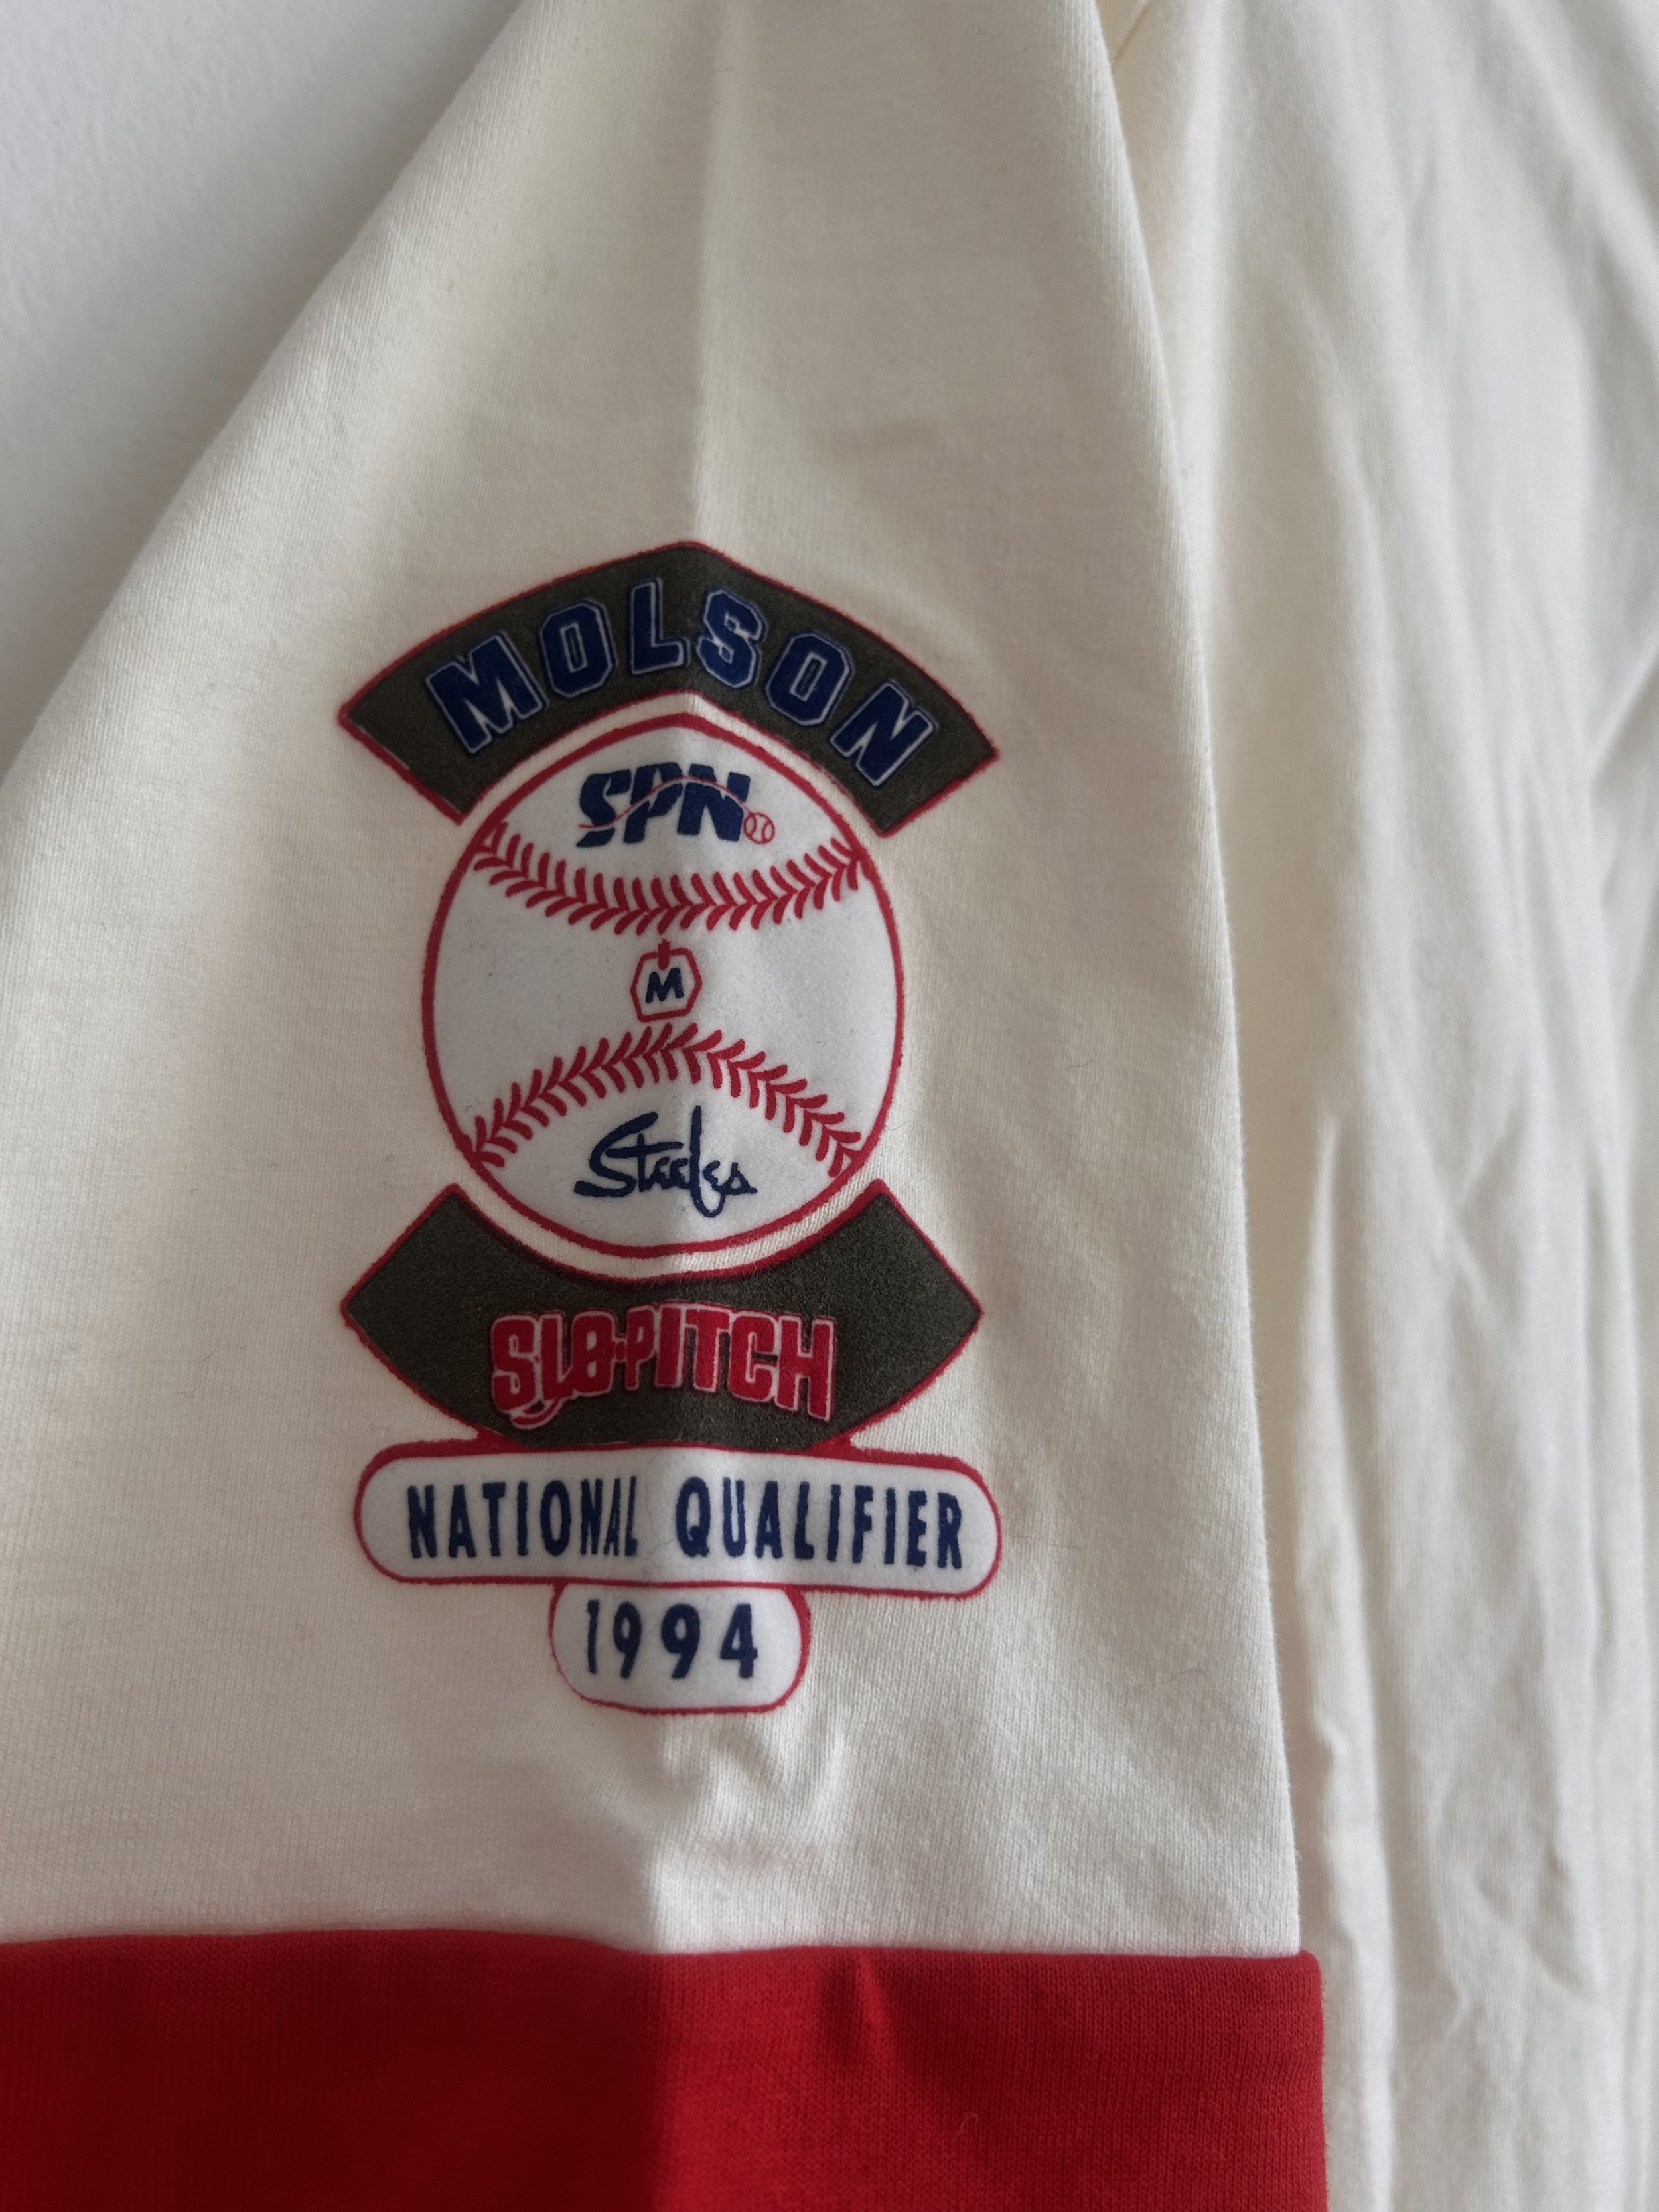 MOLSON
SPN
M
Steeles
SLO-PITCH
NATIONAL QUALIFIER
1994